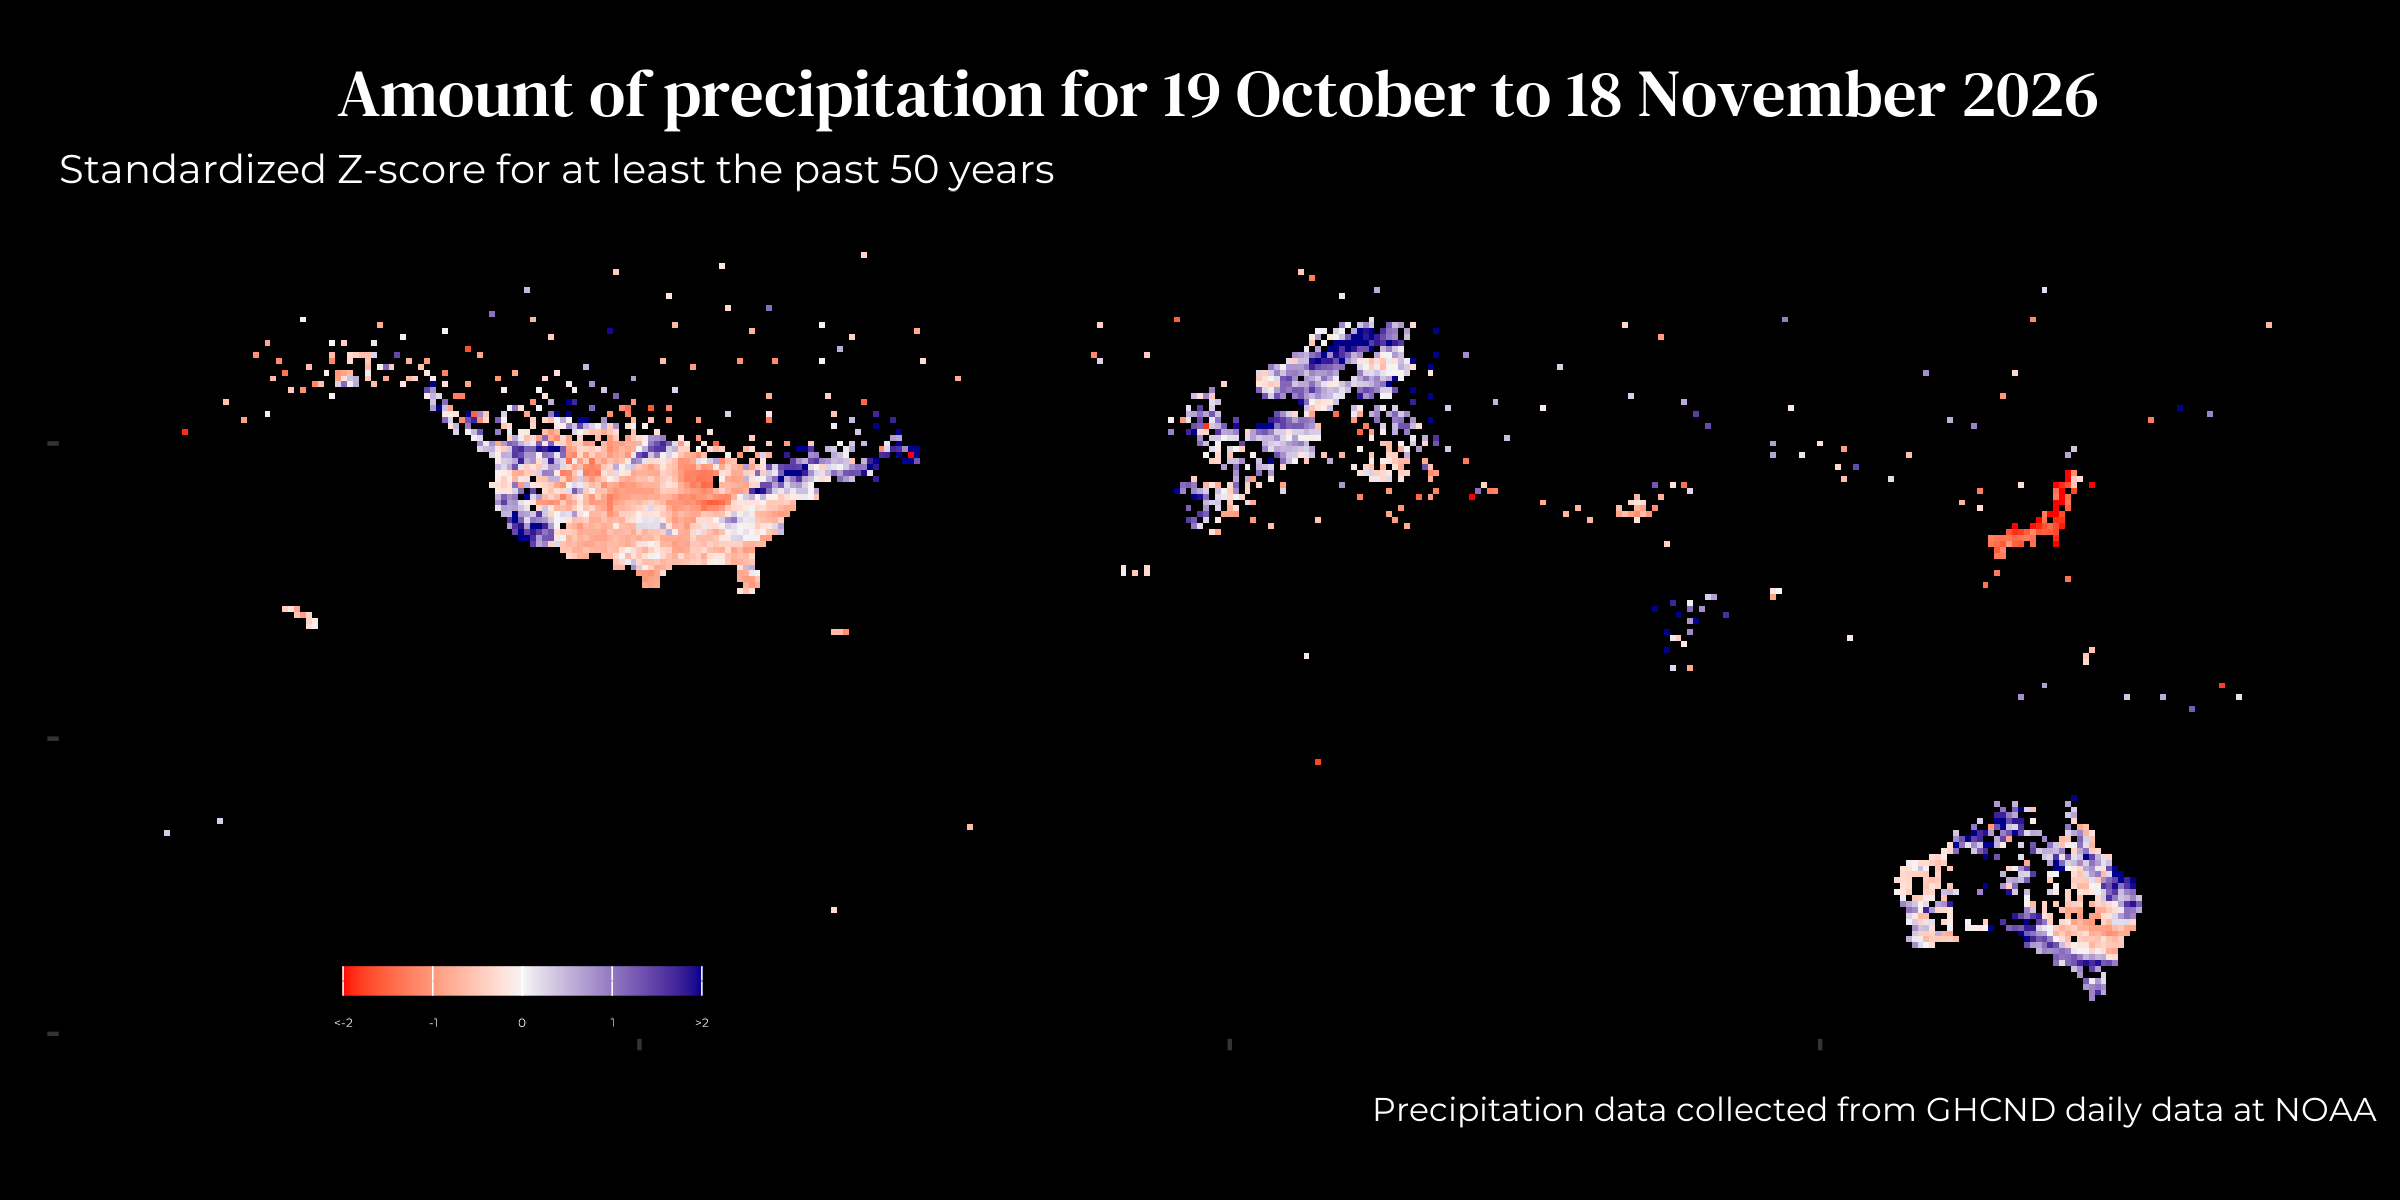 Amount of precipitation for 19 October to 18 November 2026
Standardized Z-score for at least the past 50 years
<-2 -1 0 1 >2
Precipitation data collected from GHCND daily data at NOAA